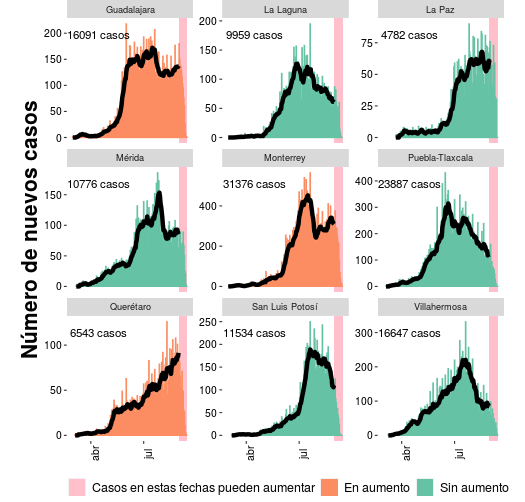 Número de nuevos casos
Guadalajara
La Laguna
La Paz
16091 casos
9959 casos
4782 casos
200
150
100
50
0
200
150
100
50
0
75
50
25
0
Mérida
Monterrey
Puebla-Tlaxcala
10776 casos
31376 casos
23887 casos
150
100
50
0
400
200
0
400
300
200
100
0
Querétaro
San Luis Potosí
Villahermosa
6543 casos
11534 casos
16647 casos
100
50
0
250
200
150
100
50
0
300
200
100
0
abr
jul
abr
jul
abr
jul
Casos en estas fechas pueden aumentar
En aumento
Sin aumento